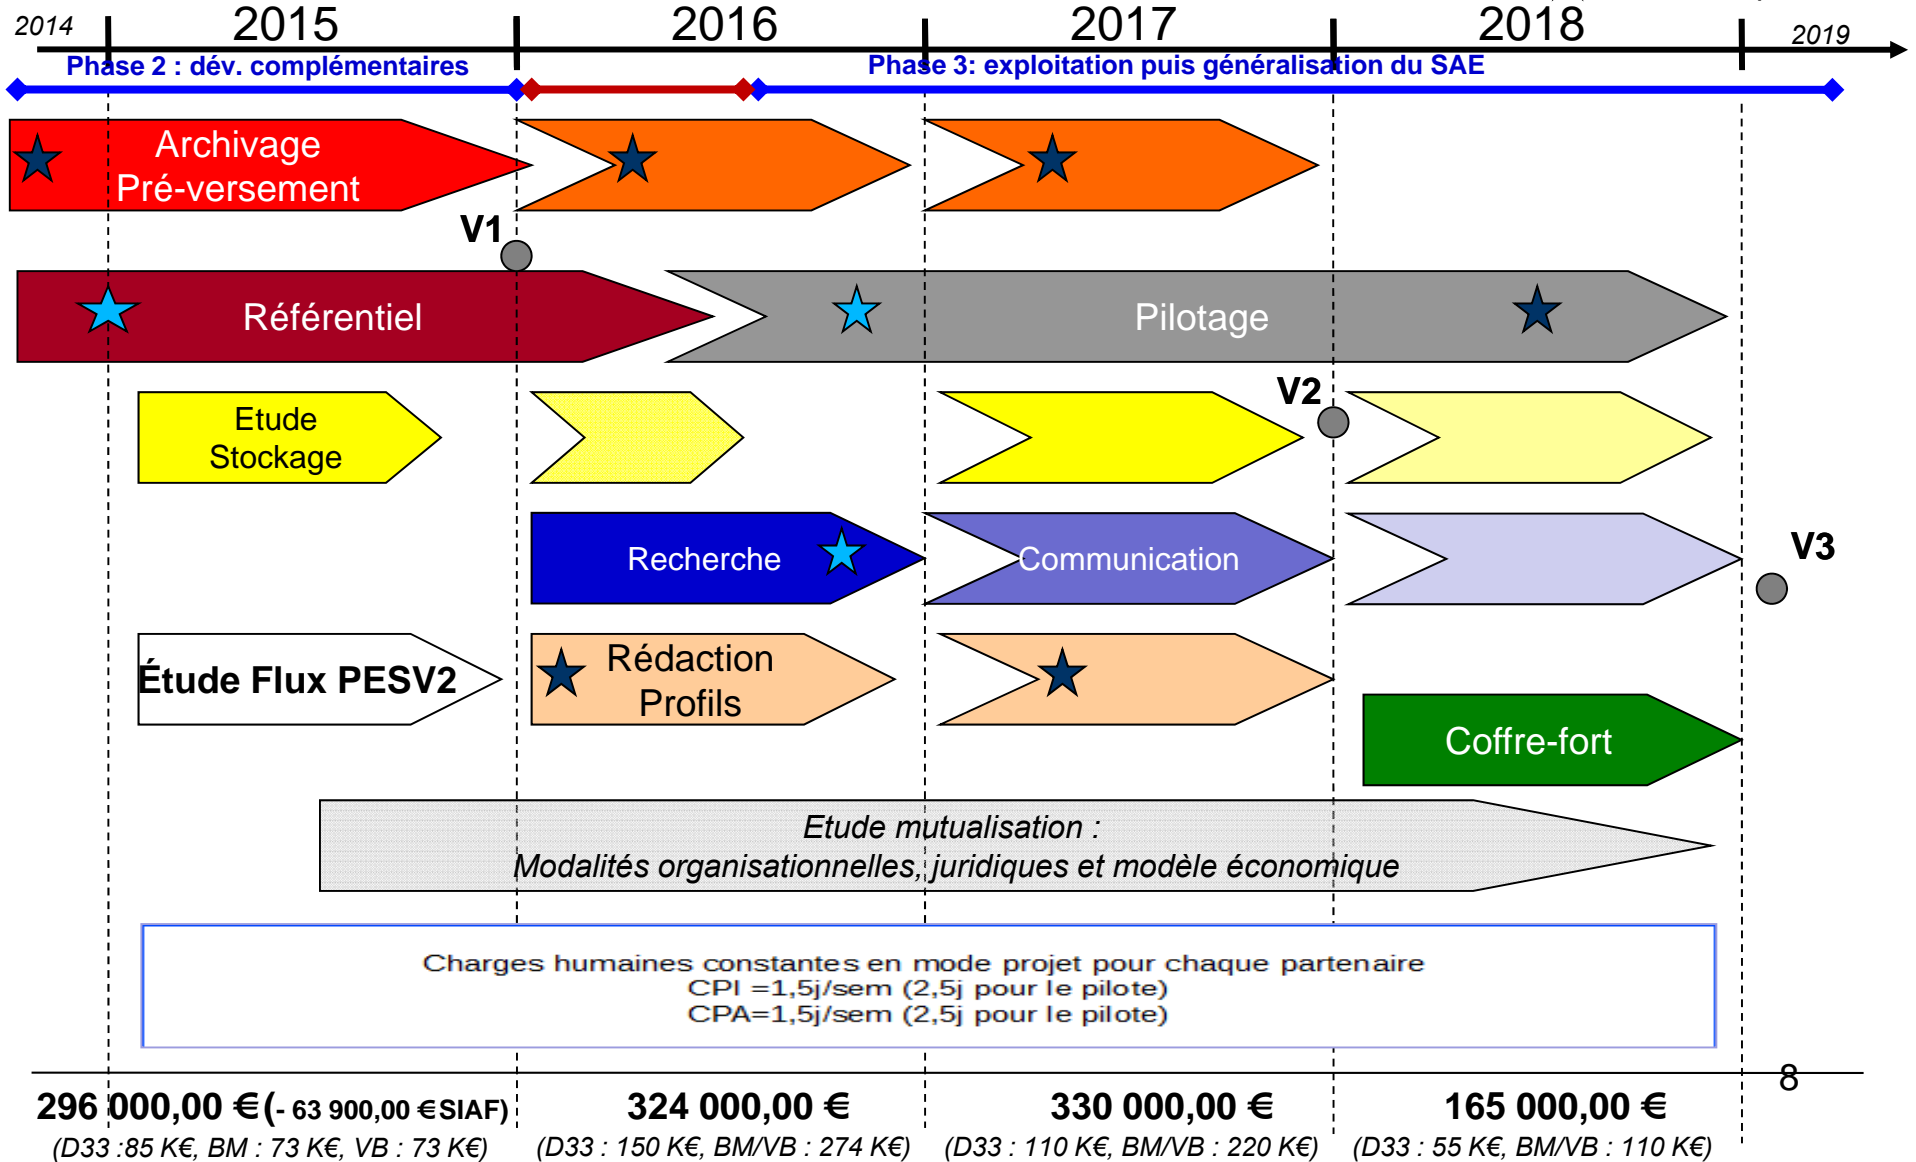 2014
2015
2016
2017
2018
2019
Phase 2 : dév. complémentaires
Phase 3: exploitation puis généralisation du SAE
Archivage
Pré-versement
V1
Référentiel
Pilotage
V2
Etude
Stockage
Recherche
Communication
V3
Étude Flux PESV2
Rédaction
Profils
Coffre-fort
Etude mutualisation :
Modalités organisationnelles, juridiques et modèle économique
Charges humaines constantes en mode projet pour chaque partenaire
CPI =1,5j/sem (2,5j pour le pilote)
CPA=1,5j/sem (2,5j pour le pilote)
8
296 000,00 € (- 63 900,00 € SIAF)
324 000,00 €
330 000,00 €
165 000,00 €
(D33 :85 K€, BM : 73 K€, VB : 73 K€)
(D33 : 150 K€, BM/VB : 274 K€)
(D33 : 110 K€, BM/VB : 220 K€)
(D33 : 55 K€, BM/VB : 110 K€)